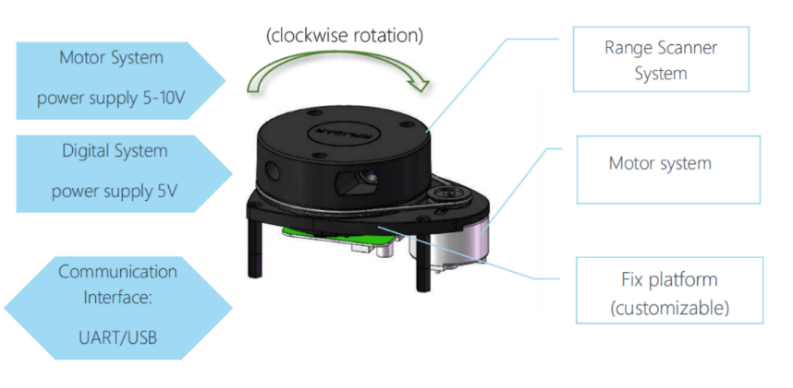 (clockwise rotation)
Motor System
power supply 5-10V
Digital System
power supply 5V
Communication
Interface:
UART/USB
RPLIDAR
Range Scanner
System
Motor system
Fix platform
(customizable)